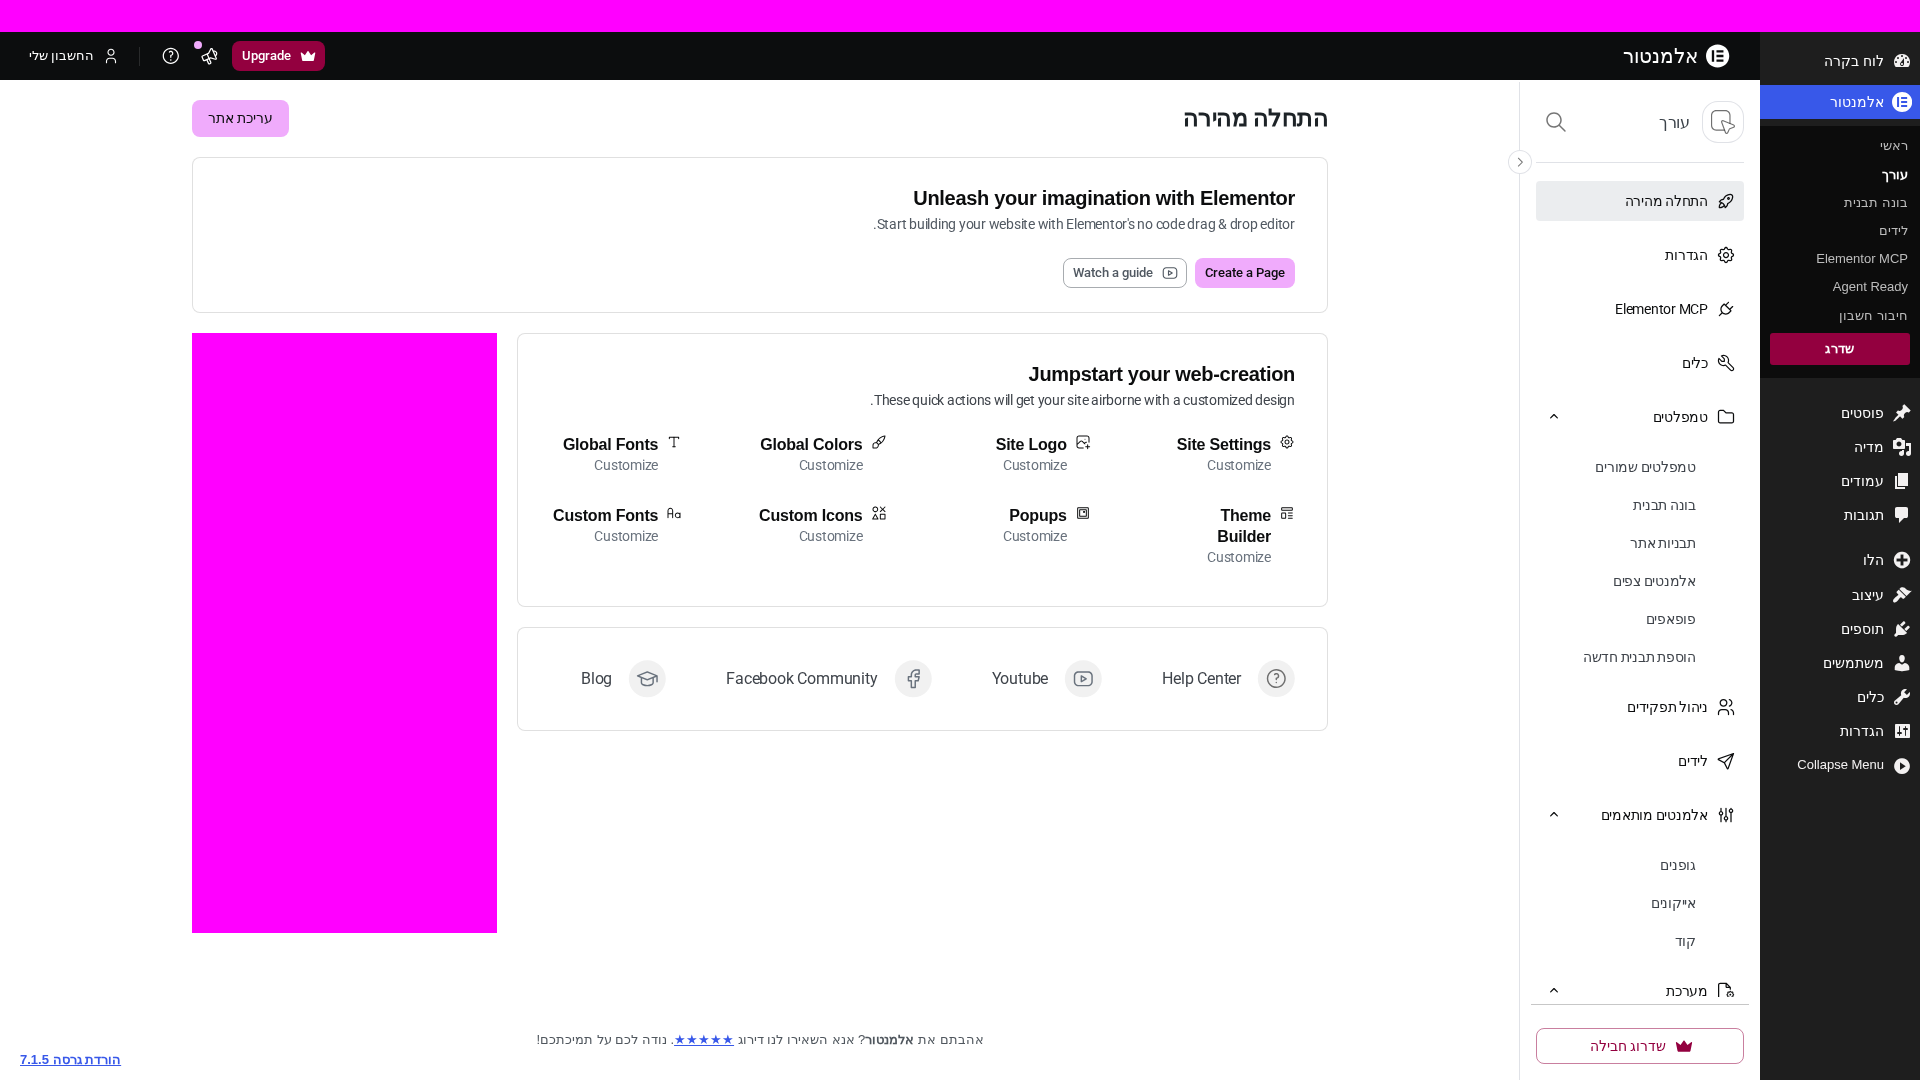 לוח בקרה
אלמנטור
ראשי
עורך
בונה תבנית
לידים
Elementor MCP
Agent Ready
חיבור חשבון
שדרג
פוסטים
מדיה
עמודים
תגובות
הלו
עיצוב
תוספים
משתמשים
כלים
הגדרות
Collapse Menu
אלמנטור
Upgrade
החשבון שלי
עורך
התחלה מהירה
הגדרות
Elementor MCP
כלים
טמפלטים
טמפלטים שמורים
בונה תבנית
תבניות אתר
אלמנטים צפים
פופאפים
הוספת תבנית חדשה
ניהול תפקידים
לידים
אלמנטים מותאמים
גופנים
אייקונים
קוד
מערכת
שדרוג חבילה
התחלה מהירה
עריכת אתר
Unleash your imagination with Elementor
Start building your website with Elementor's no code drag & drop editor.
Create a Page
Watch a guide
Jumpstart your web-creation
These quick actions will get your site airborne with a customized design.
Site Settings
Customize
Site Logo
Customize
Global Colors
Customize
Global Fonts
Customize
Theme
Builder
Customize
Popups
Customize
Custom Icons
Customize
Custom Fonts
Customize
Help Center
Youtube
Facebook Community
Blog
אהבתם את אלמנטור? אנא השאירו לנו דירוג ★★★★★. נודה לכם על תמיכתכם!
הורדת גרסה 7.1.5